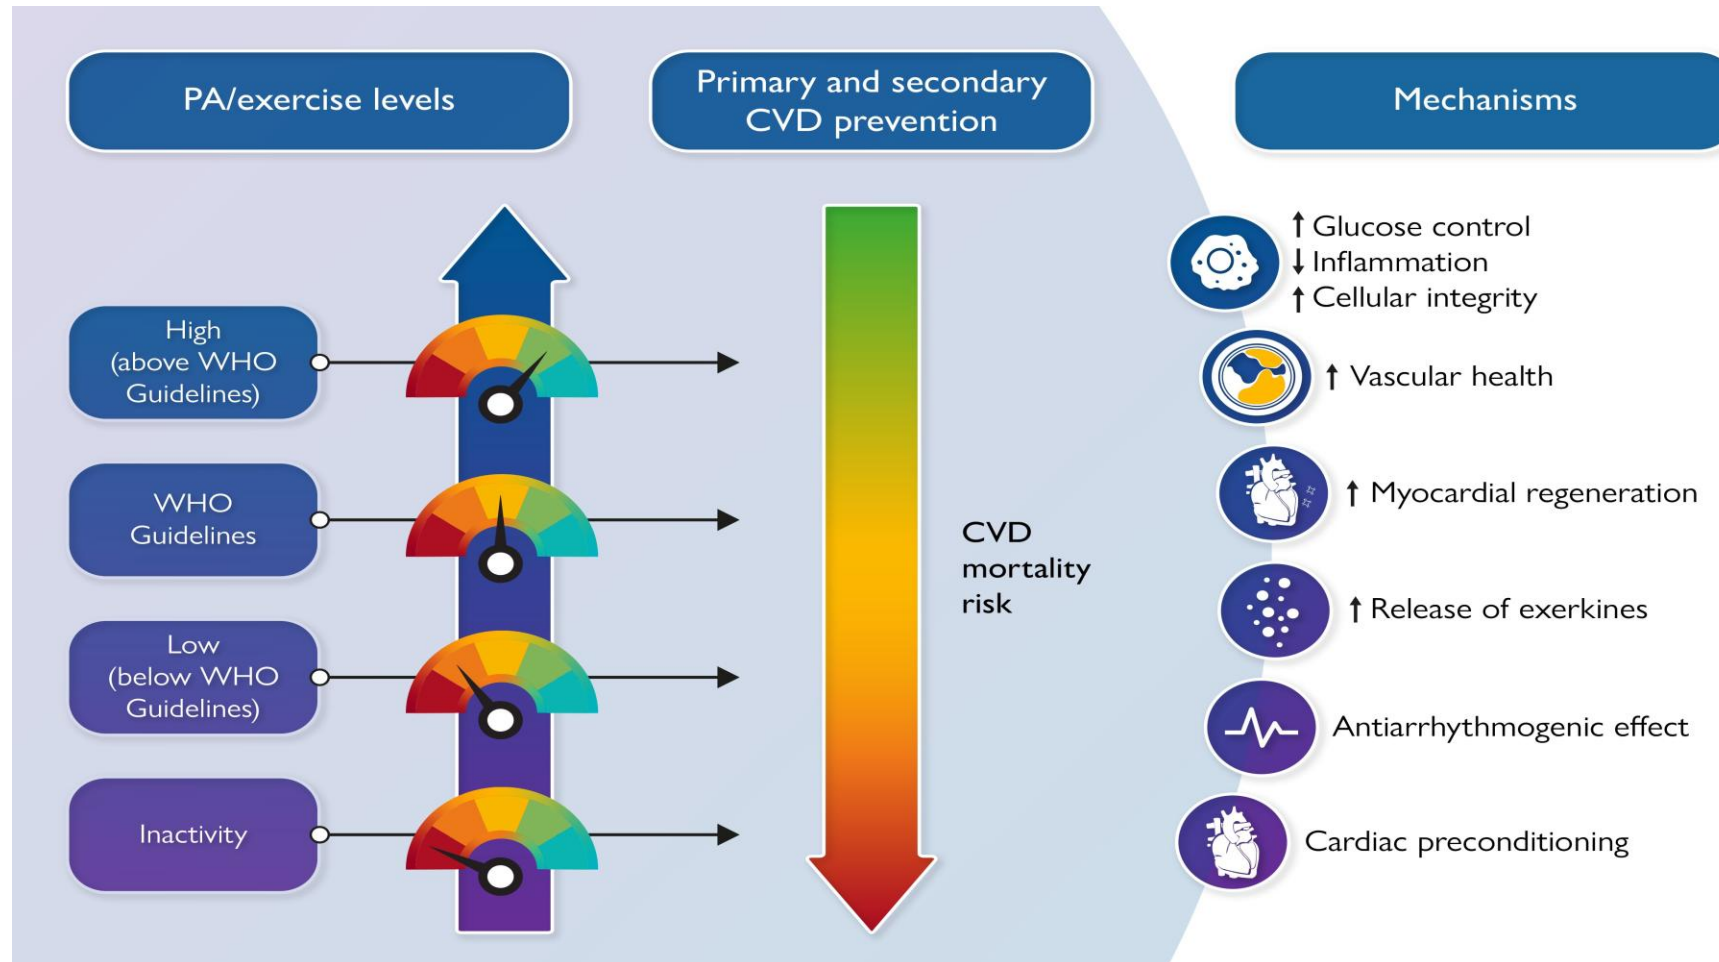 PA/exercise levels
Primary and secondary
CVD prevention
Mechanisms
High
(above WHO
Guidelines)
WHO
Guidelines
Low
(below WHO
Guidelines)
Inactivity
CVD
mortality
risk
↑ Glucose control
↓ Inflammation
↑ Cellular integrity
↑ Vascular health
↑ Myocardial regeneration
↑ Release of exerkines
Antiarrhythmogenic effect
Cardiac preconditioning